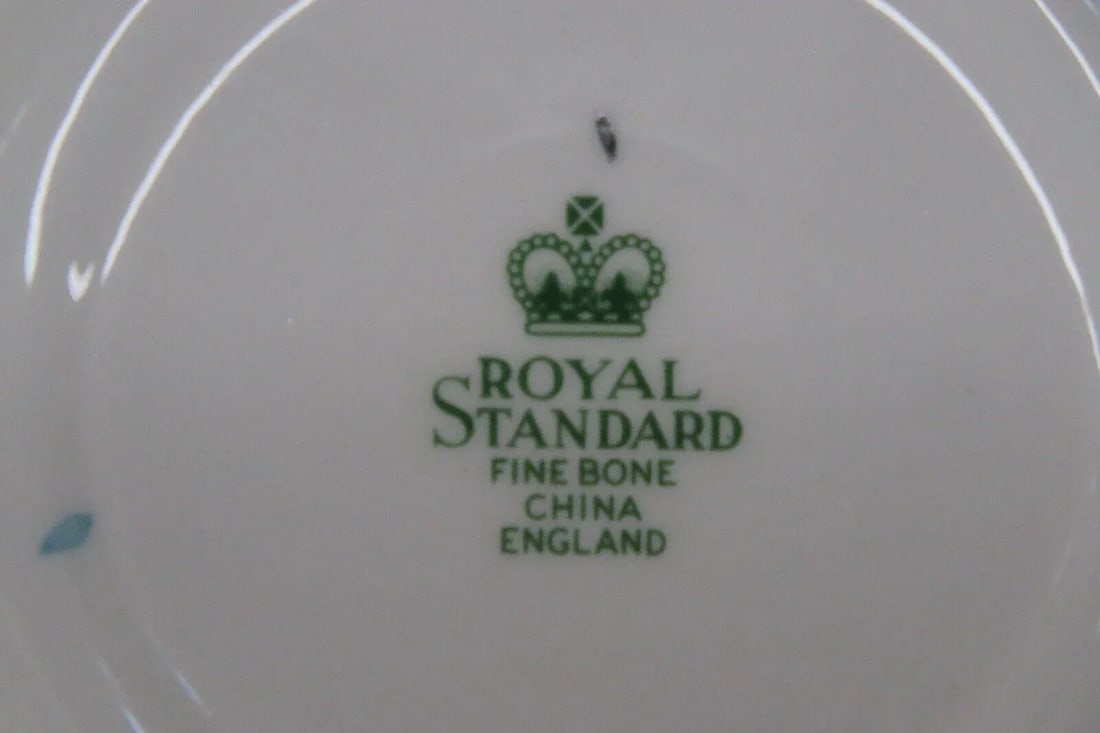 ROYAL
STANDARD
FINE BONE
CHINA
ENGLAND